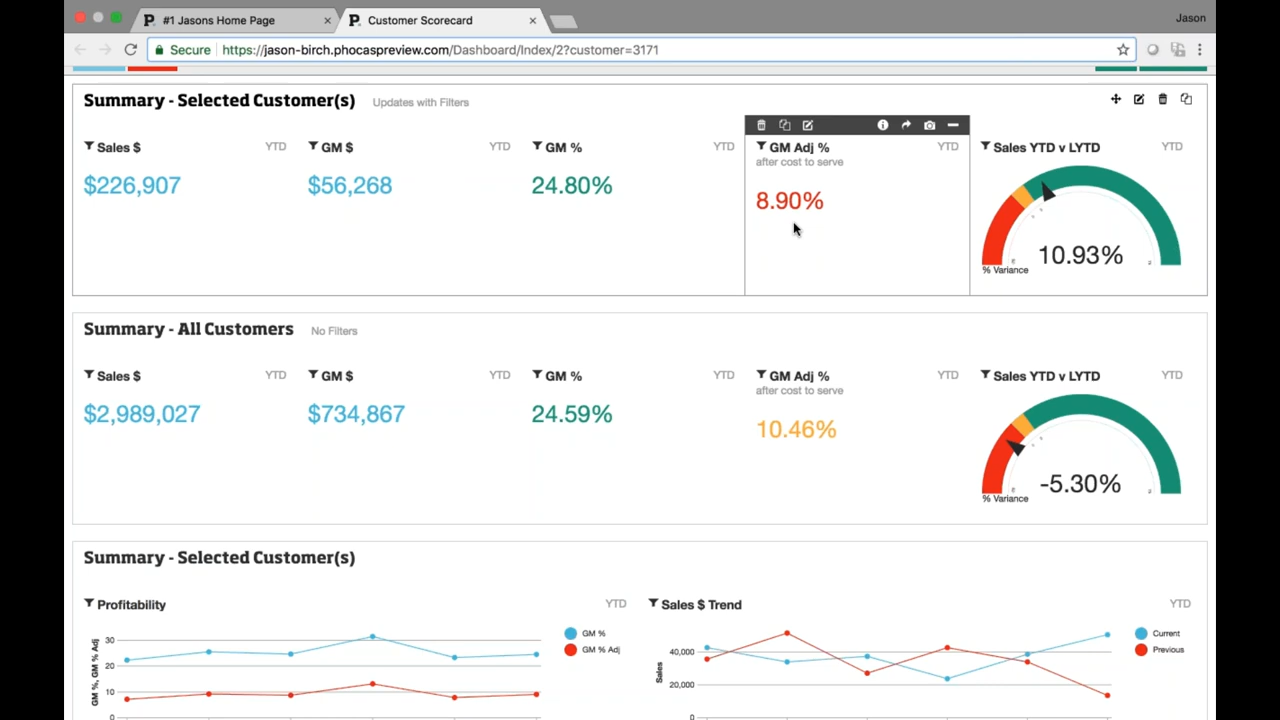 #1 Jasons Home Page
Customer Scorecard
Jason
Secure https://jason-birch.phocaspreview.com/Dashboard/Index/2?customer=3171
Summary - Selected Customer(s) Updates with Filters
Sales $ YTD
$226,907
GM $ YTD
$56,268
GM % YTD
24.80%
GM Adj % YTD
after cost to serve
8.90%
Sales YTD v LYTD YTD
10.93%
% Variance
Summary - All Customers No Filters
Sales $ YTD
$2,989,027
GM $ YTD
$734,867
GM % YTD
24.59%
GM Adj % YTD
after cost to serve
10.46%
Sales YTD v LYTD YTD
-5.30%
% Variance
Summary - Selected Customer(s)
Profitability YTD
GM %, GM % Adj
30
20
10
0
GM %
GM % Adj
Sales $ Trend YTD
Sales
40,000
20,000
0
Current
Previous